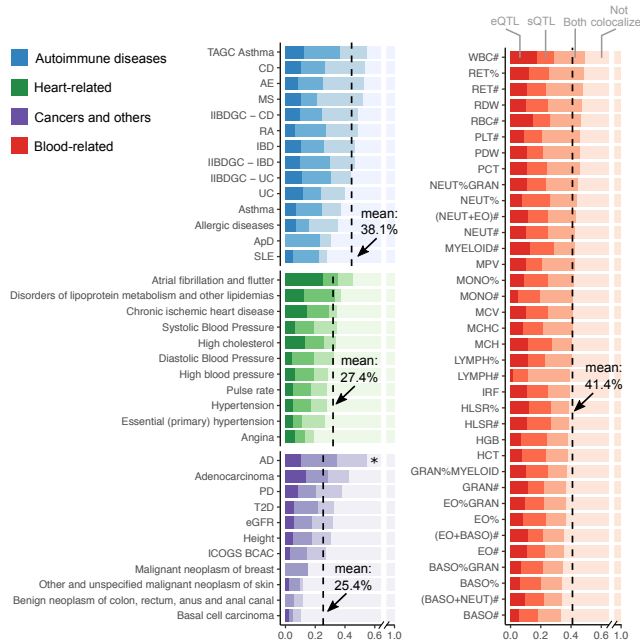 Autoimmune diseases
Heart-related
Cancers and others
Blood-related
TAGC Asthma
CD
AE
MS
IIBDGC − CD
RA
IBD
IIBDGC − IBD
IIBDGC − UC
UC
Asthma
Allergic diseases
ApD
SLE
mean:
38.1%
Atrial fibrillation and flutter
Disorders of lipoprotein metabolism and other lipidemias
Chronic ischemic heart disease
Systolic Blood Pressure
High cholesterol
Diastolic Blood Pressure
High blood pressure
Pulse rate
Hypertension
Essential (primary) hypertension
Angina
mean:
27.4%
AD
*
Adenocarcinoma
PD
T2D
eGFR
Height
ICOGS BCAC
Malignant neoplasm of breast
Other and unspecified malignant neoplasm of skin
Benign neoplasm of colon, rectum, anus and anal canal
Basal cell carcinoma
mean:
25.4%
0.0 0.2 0.4 0.6 1.0
eQTL sQTL Both Not
colocalize
WBC#
RET%
RET#
RDW
RBC#
PLT#
PDW
PCT
NEUT%GRAN
NEUT%
(NEUT+EO)#
NEUT#
MYELOID#
MPV
MONO%
MONO#
MCV
MCHC
MCH
LYMPH%
LYMPH#
IRF
HLSR%
HLSR#
HGB
HCT
GRAN%MYELOID
GRAN#
EO%GRAN
EO%
(EO+BASO)#
EO#
BASO%GRAN
BASO%
(BASO+NEUT)#
BASO#
mean:
41.4%
0.0 0.2 0.4 0.6 1.0